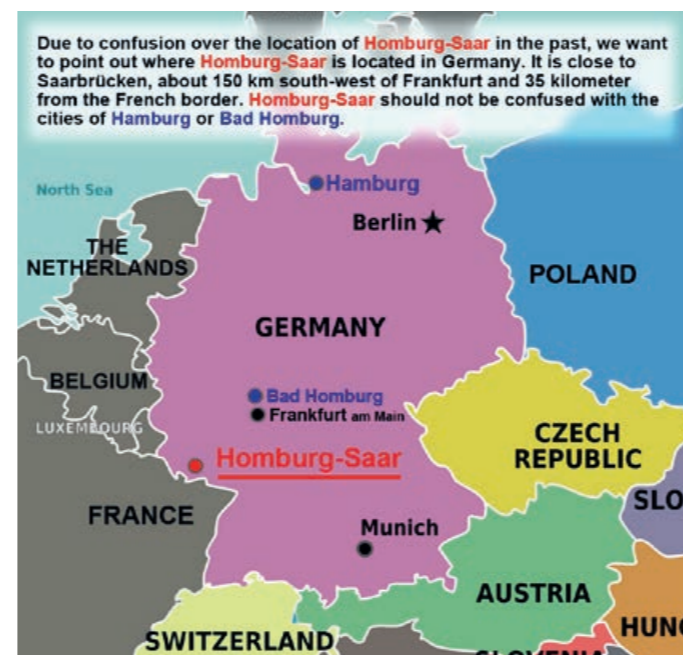 Due to confusion over the location of Homburg-Saar in the past, we want
to point out where Homburg-Saar is located in Germany. It is close to
Saarbrücken, about 150 km south-west of Frankfurt and 35 kilometer
from the French border. Homburg-Saar should not be confused with the
cities of Hamburg or Bad Homburg.
North Sea
Hamburg
Berlin
THE
NETHERLANDS
POLAND
GERMANY
BELGIUM
Bad Homburg
Frankfurt am Main
LUXEMBOURG
CZECH
REPUBLIC
Homburg-Saar
SLO
FRANCE
Munich
AUSTRIA
HUNG
SWITZERLAND
SLOVENIA